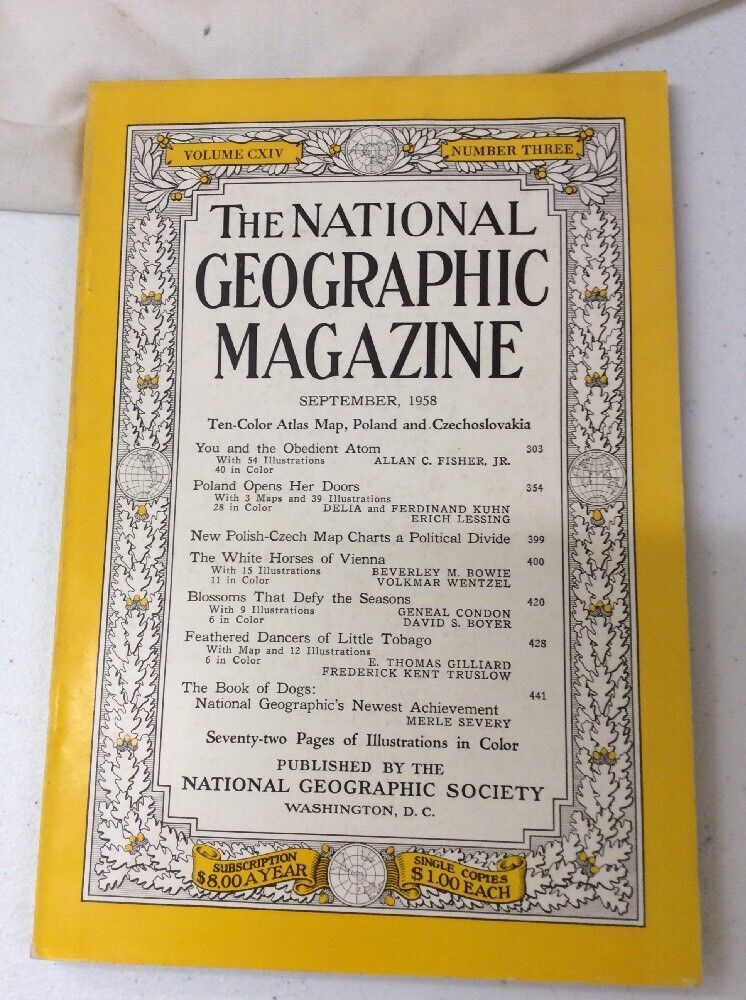 VOLUME CXIV
NUMBER THREE
THE NATIONAL
GEOGRAPHIC
MAGAZINE
SEPTEMBER, 1958
Ten-Color Atlas Map, Poland and Czechoslovakia
You and the Obedient Atom 303
With 54 Illustrations ALLAN C. FISHER, JR.
40 in Color
Poland Opens Her Doors 354
With 3 Maps and 39 Illustrations
28 in Color DELIA and FERDINAND KUHN
ERICH LESSING
New Polish-Czech Map Charts a Political Divide 399
The White Horses of Vienna 400
With 15 Illustrations BEVERLEY M. BOWIE
11 in Color VOLKMAR WENTZEL
Blossoms That Defy the Seasons 420
With 9 Illustrations GENEAL CONDON
6 in Color DAVID S. BOYER
Feathered Dancers of Little Tobago 428
With Map and 12 Illustrations
6 in Color E. THOMAS GILLIARD
FREDERICK KENT TRUSLOW
The Book of Dogs: 441
National Geographic's Newest Achievement
MERLE SEVERY
Seventy-two Pages of Illustrations in Color
PUBLISHED BY THE
NATIONAL GEOGRAPHIC SOCIETY
WASHINGTON, D. C.
SUBSCRIPTION
$8.00 A YEAR
SINGLE COPIES
$1.00 EACH